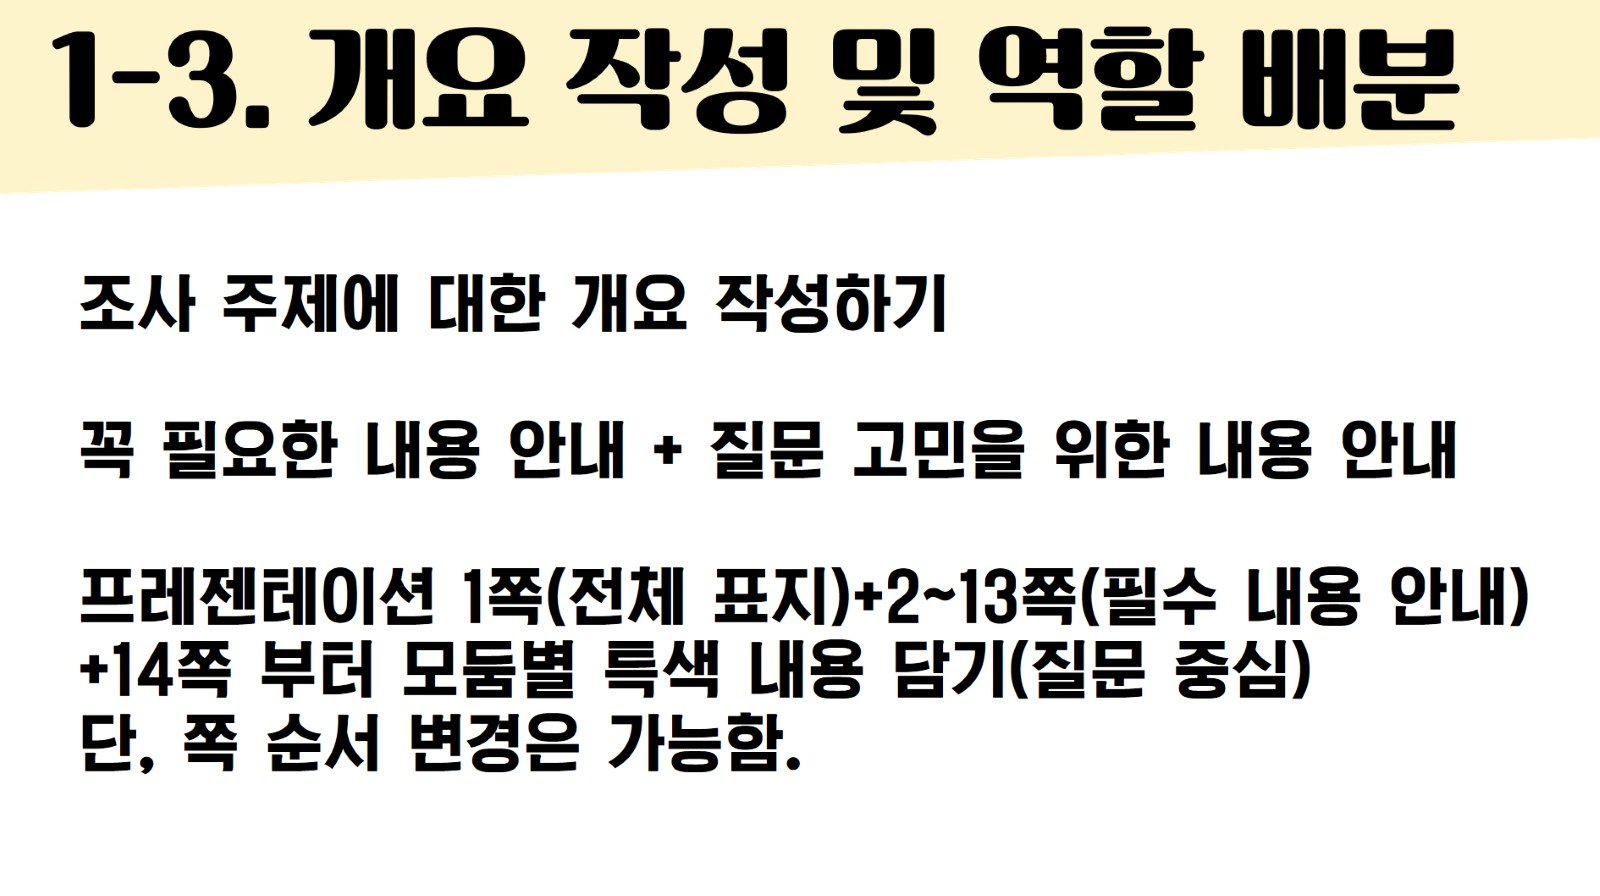 1-3. 개요 작성 및 역할 배분
조사 주제에 대한 개요 작성하기
꼭 필요한 내용 안내 + 질문 고민을 위한 내용 안내
프레젠테이션 1쪽(전체 표지)+2~13쪽(필수 내용 안내)
+14쪽 부터 모둠별 특색 내용 담기(질문 중심)
단, 쪽 순서 변경은 가능함.